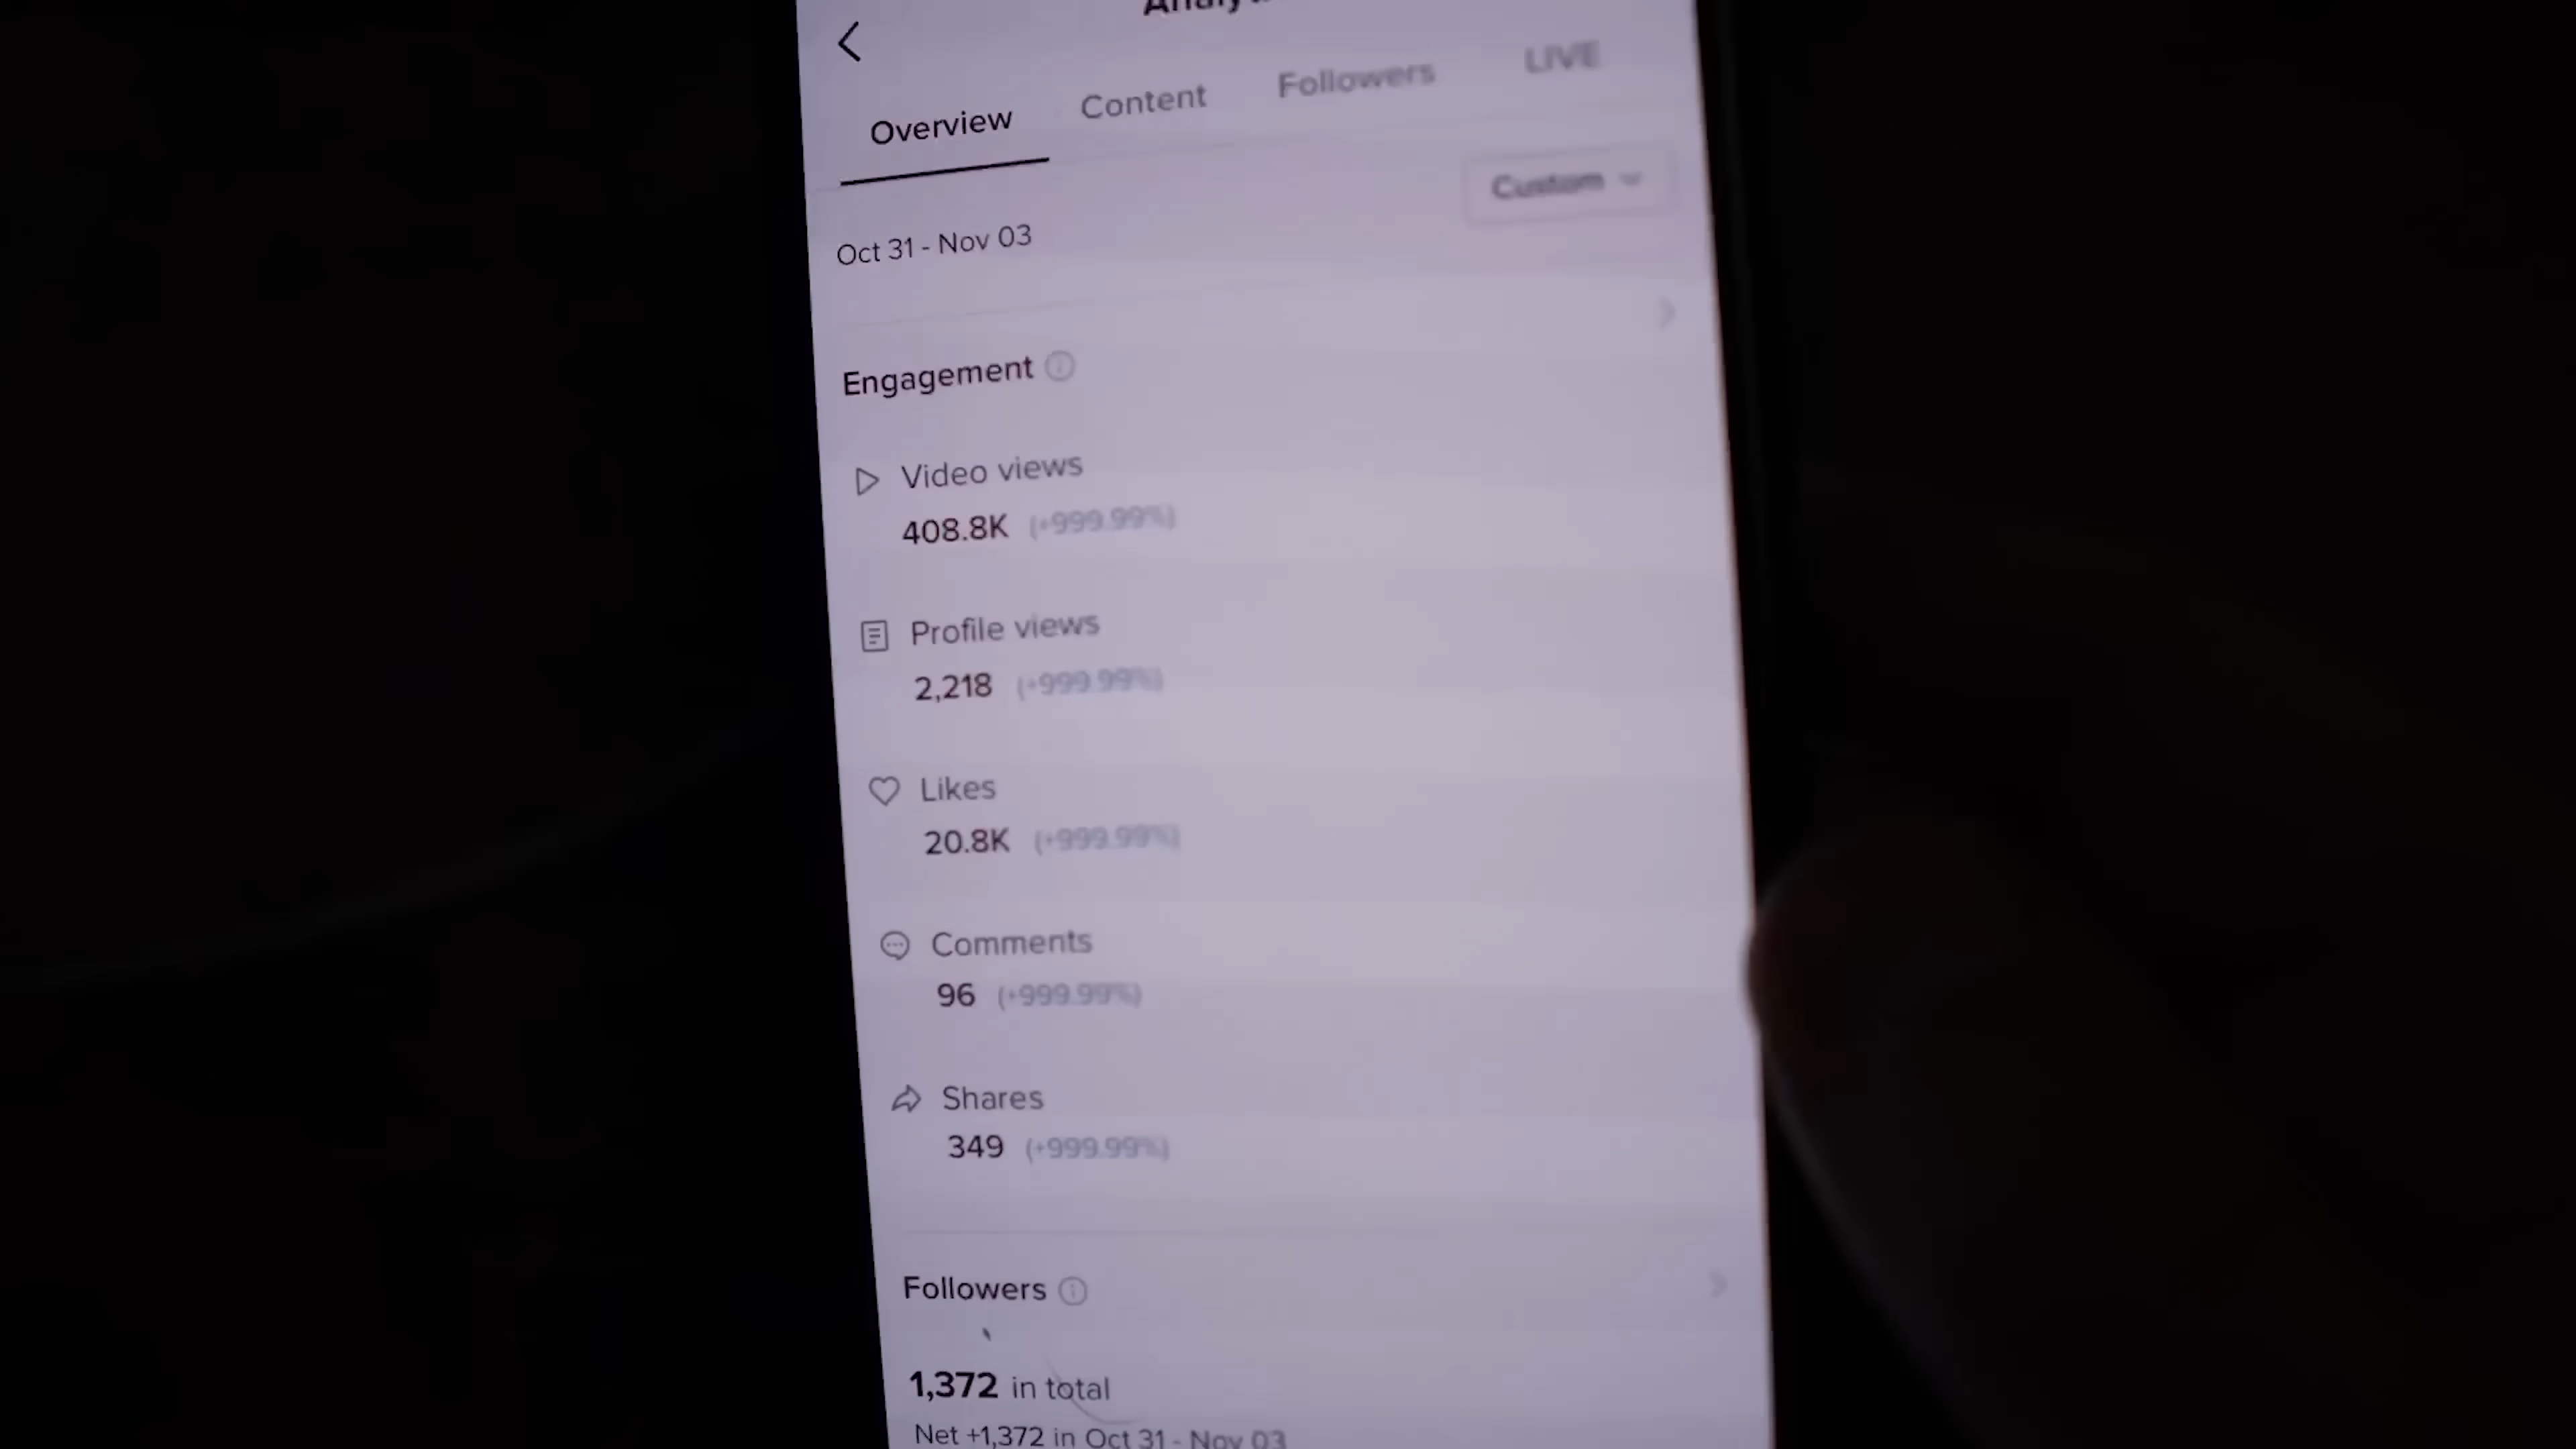 Overview Content Followers LIVE
Custom
Oct 31 - Nov 03
Engagement
Video views
408.8K (+999.99%)
Profile views
2,218 (+999.99%)
Likes
20.8K (+999.99%)
Comments
96 (+999.99%)
Shares
349 (+999.99%)
Followers
1,372 in total
Net +1,372 in Oct 31 - Nov 03